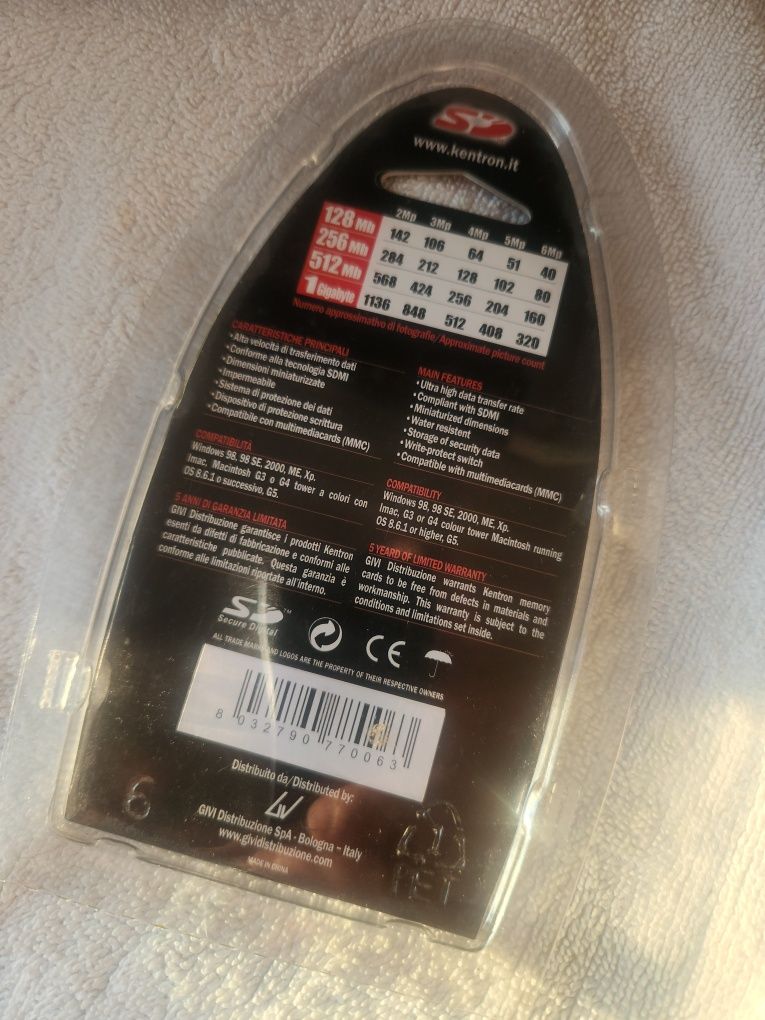 SD
www.kentron.it
2Mp 3Mp 4Mp 5Mp 6Mp
128 Mb 142 106 64 51 40
256 Mb 284 212 128 102 80
512 Mb 568 424 256 204 160
1 Gigabyte 1136 848 512 408 320
Numero approssimativo di fotografie/Approximate picture count
CARATTERISTICHE PRINCIPALI
•Alta velocità di trasferimento dati
•Conforme alla tecnologia SDMI
•Dimensioni miniaturizzate
•Impermeabile
•Sistema di protezione dei dati
•Dispositivo di protezione scrittura
•Compatibile con multimediacards (MMC)
COMPATIBILITÀ
Windows 98, 98 SE, 2000, ME, Xp.
Imac, Macintosh G3 o G4 tower a colori con
OS 8.6.1 o successivo, G5.
5 ANNI DI GARANZIA LIMITATA
GIVI Distribuzione garantisce i prodotti Kentron
esenti da difetti di fabbricazione e conformi alle
caratteristiche pubblicate. Questa garanzia è
conforme alle limitazioni riportate all'interno.
MAIN FEATURES
•Ultra high data transfer rate
•Compliant with SDMI
•Miniaturized dimensions
•Water resistent
•Storage of security data
•Write-protect switch
•Compatible with multimediacards (MMC)
COMPATIBILITY
Windows 98, 98 SE, 2000, ME, Xp.
Imac, G3 or G4 colour tower Macintosh running
OS 8.6.1 or higher, G5.
5 YEARD OF LIMITED WARRANTY
GIVI Distribuzione warrants Kentron memory
cards to be free from defects in materials and
workmanship. This warranty is subject to the
conditions and limitations set inside.
SD™
Secure Digital
CE
ALL TRADE MARKS AND LOGOS ARE THE PROPERTY OF THEIR RESPECTIVE OWNERS
8 032790 770063
Distribuito da/Distributed by:
GIVI Distribuzione SpA - Bologna – Italy
www.gividistribuzione.com
MADE IN CHINA
6
1
PET